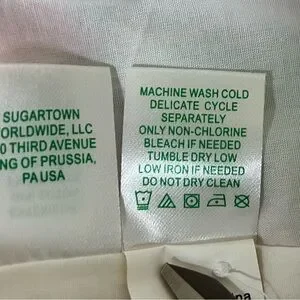 SUGARTOWN
ORLDWIDE, LLC
0 THIRD AVENUE
NG OF PRUSSIA,
PA USA
MACHINE WASH COLD
DELICATE CYCLE
SEPARATELY
ONLY NON-CHLORINE
BLEACH IF NEEDED
TUMBLE DRY LOW
LOW IRON IF NEEDED
DO NOT DRY CLEAN